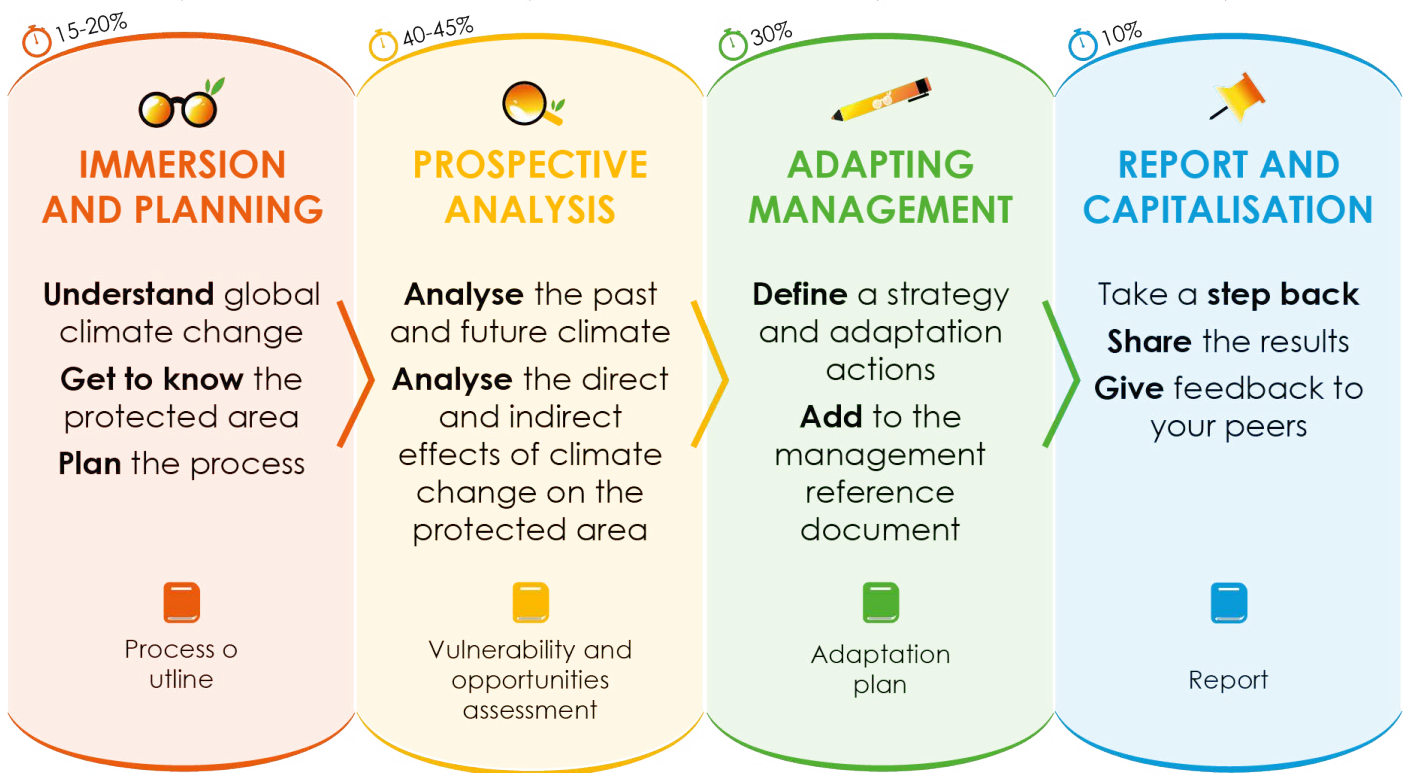 15-20%
IMMERSION
AND PLANNING
Understand global
climate change
Get to know the
protected area
Plan the process
Process o
utline
40-45%
PROSPECTIVE
ANALYSIS
Analyse the past
and future climate
Analyse the direct
and indirect
effects of climate
change on the
protected area
Vulnerability and
opportunities
assessment
30%
ADAPTING
MANAGEMENT
Define a strategy
and adaptation
actions
Add to the
management
reference
document
Adaptation
plan
10%
REPORT AND
CAPITALISATION
Take a step back
Share the results
Give feedback to
your peers
Report